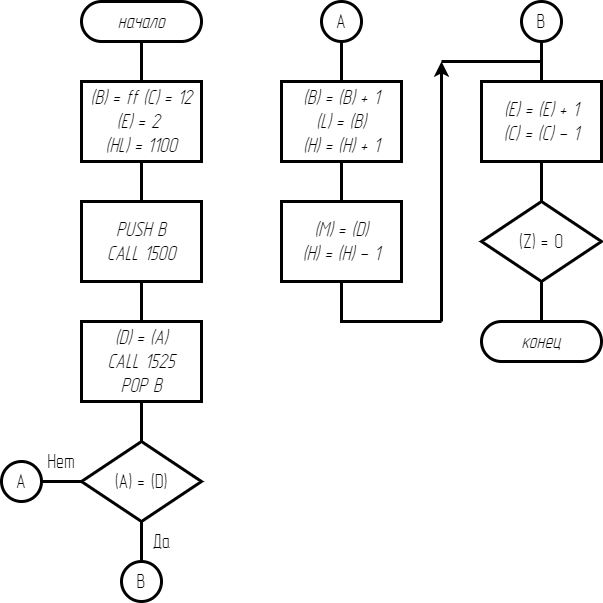 начало
(B) = ff (C) = 12
(E) = 2
(HL) = 1100
PUSH B
CALL 1500
(D) = (A)
CALL 1525
POP B
(A) = (D)
Нет
A
Да
B
A
(B) = (B) + 1
(L) = (B)
(H) = (H) + 1
(M) = (D)
(H) = (H) – 1
B
(E) = (E) + 1
(C) = (C) – 1
(Z) = 0
конец